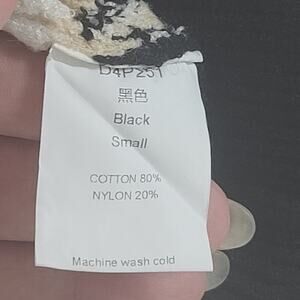 D4P251
黑色
Black
Small
COTTON 80%
NYLON 20%
Machine wash cold